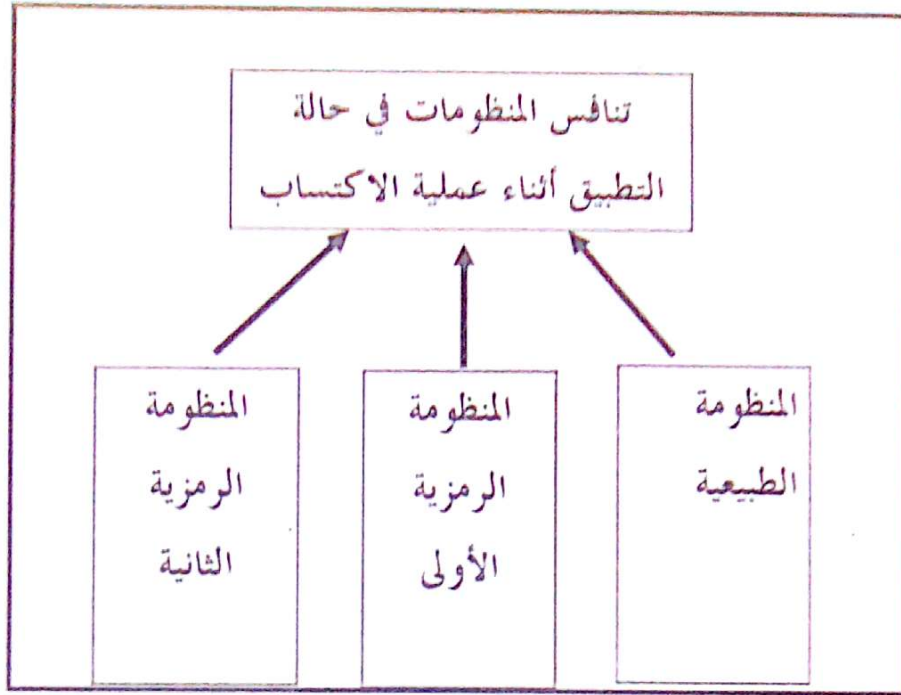 تنافس المنظومات في حالة
التطبيق أثناء عملية الاكتساب
المنظومة
الطبيعية
المنظومة
الرمزية
الأولى
المنظومة
الرمزية
الثانية